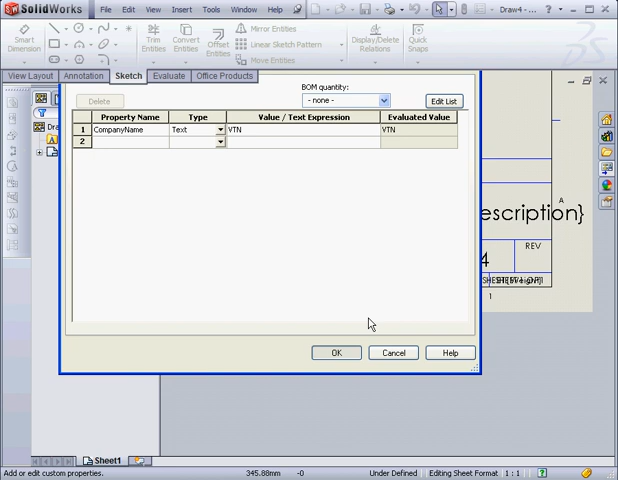 SolidWorks File Edit View Insert Tools Window Help Draw4 -
Smart Dimension
Trim Entities
Convert Entities
Offset Entities
Mirror Entities
Linear Sketch Pattern
Move Entities
Display/Delete Relations
Quick Snaps
View Layout Annotation Sketch Evaluate Office Products
BOM quantity:
Delete - none - Edit List
Property Name Type Value / Text Expression Evaluated Value
1 CompanyName Text VTN VTN
2
A
escription}
4 REV
1
OK Cancel Help
Sheet1
Add or edit custom properties. 345.88mm -0 Under Defined Editing Sheet Format 1 : 1